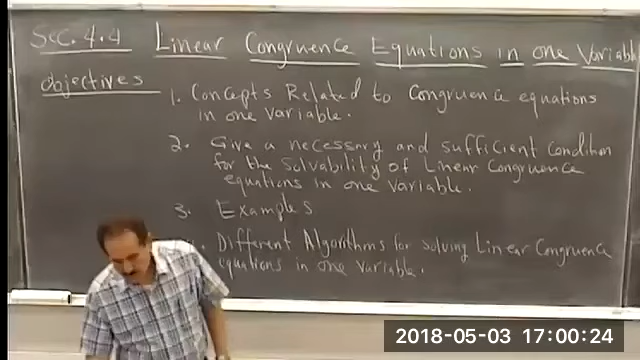 Sec. 4.4 Linear Congruence Equations in one Variable
Objectives
1. Concepts Related to Congruence equations
in one variable.
2. Give a necessary and sufficient condition
for the solvability of Linear Congruence
equations in one variable.
3. Examples
Different Algorithms for solving Linear Congruence
equations in one variable.
2018-05-03 17:00:24